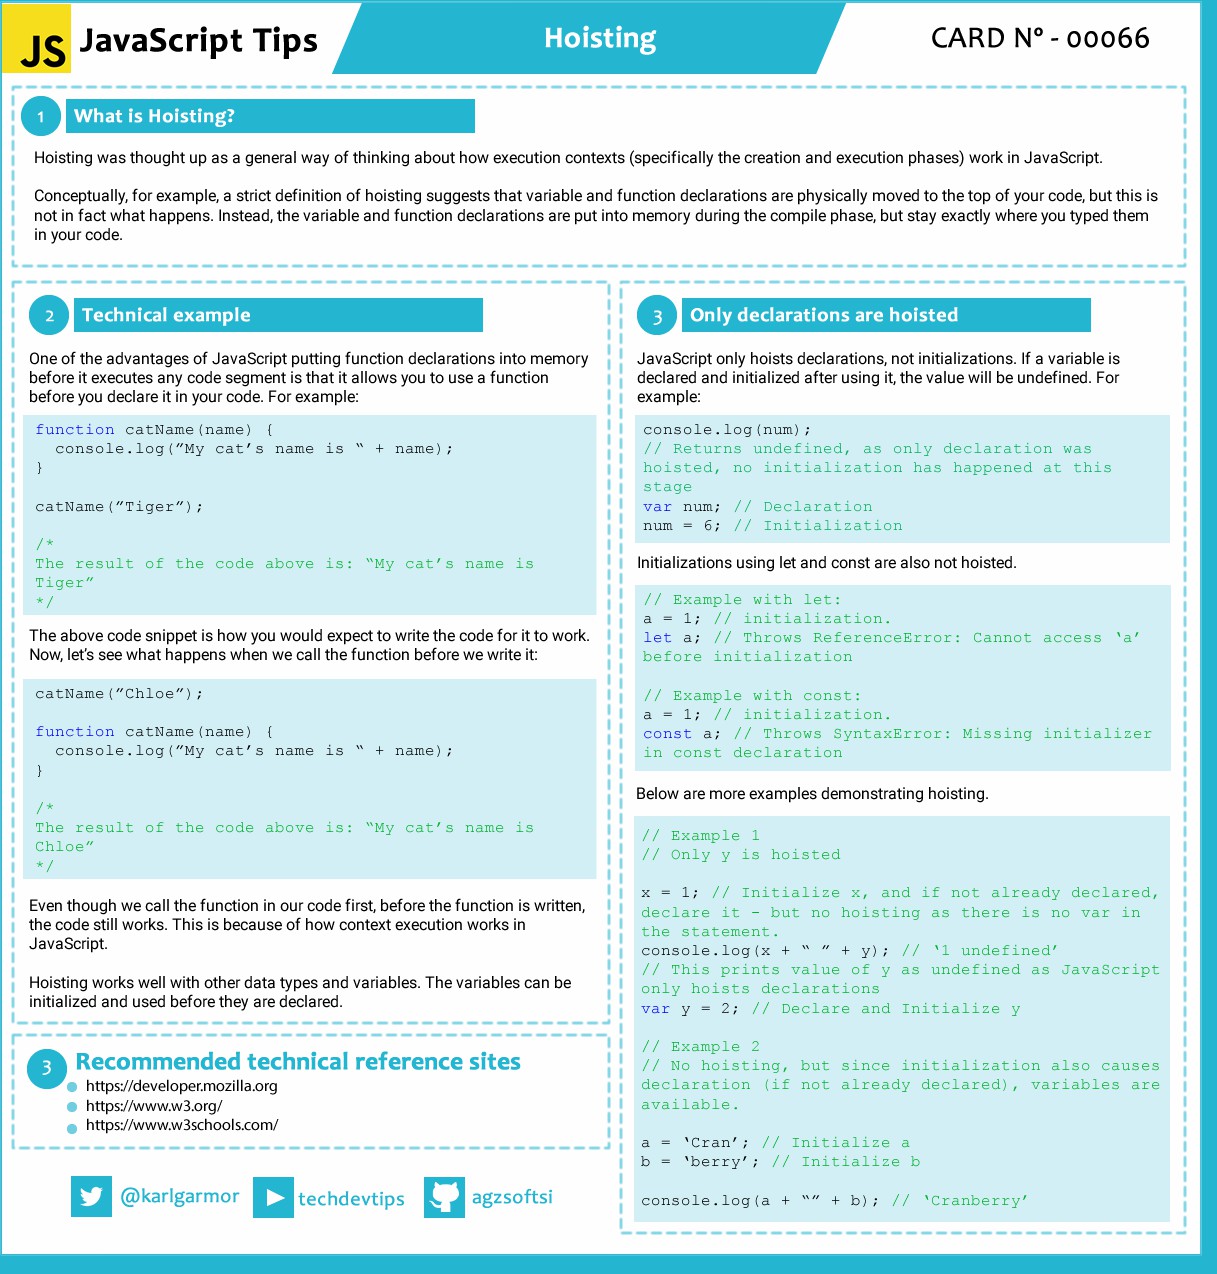 JS JavaScript Tips
Hoisting
CARD Nº - 00066
1 What is Hoisting?
Hoisting was thought up as a general way of thinking about how execution contexts (specifically the creation and execution phases) work in JavaScript.
Conceptually, for example, a strict definition of hoisting suggests that variable and function declarations are physically moved to the top of your code, but this is
not in fact what happens. Instead, the variable and function declarations are put into memory during the compile phase, but stay exactly where you typed them
in your code.
2 Technical example
One of the advantages of JavaScript putting function declarations into memory
before it executes any code segment is that it allows you to use a function
before you declare it in your code. For example:
function catName(name) {
  console.log(”My cat’s name is “ + name);
}
catName(”Tiger”);
/*
The result of the code above is: “My cat’s name is
Tiger”
*/
The above code snippet is how you would expect to write the code for it to work.
Now, let’s see what happens when we call the function before we write it:
catName(”Chloe”);
function catName(name) {
  console.log(”My cat’s name is “ + name);
}
/*
The result of the code above is: “My cat’s name is
Chloe”
*/
Even though we call the function in our code first, before the function is written,
the code still works. This is because of how context execution works in
JavaScript.
Hoisting works well with other data types and variables. The variables can be
initialized and used before they are declared.
3 Only declarations are hoisted
JavaScript only hoists declarations, not initializations. If a variable is
declared and initialized after using it, the value will be undefined. For
example:
console.log(num);
// Returns undefined, as only declaration was
hoisted, no initialization has happened at this
stage
var num; // Declaration
num = 6; // Initialization
Initializations using let and const are also not hoisted.
// Example with let:
a = 1; // initialization.
let a; // Throws ReferenceError: Cannot access ‘a’
before initialization
// Example with const:
a = 1; // initialization.
const a; // Throws SyntaxError: Missing initializer
in const declaration
Below are more examples demonstrating hoisting.
// Example 1
// Only y is hoisted
x = 1; // Initialize x, and if not already declared,
declare it - but no hoisting as there is no var in
the statement.
console.log(x + “ ” + y); // ‘1 undefined’
// This prints value of y as undefined as JavaScript
only hoists declarations
var y = 2; // Declare and Initialize y
// Example 2
// No hoisting, but since initialization also causes
declaration (if not already declared), variables are
available.
a = ‘Cran’; // Initialize a
b = ‘berry’; // Initialize b
console.log(a + “” + b); // ‘Cranberry’
3 Recommended technical reference sites
https://developer.mozilla.org
https://www.w3.org/
https://www.w3schools.com/
@karlgarmor techdevtips agzsoftsi